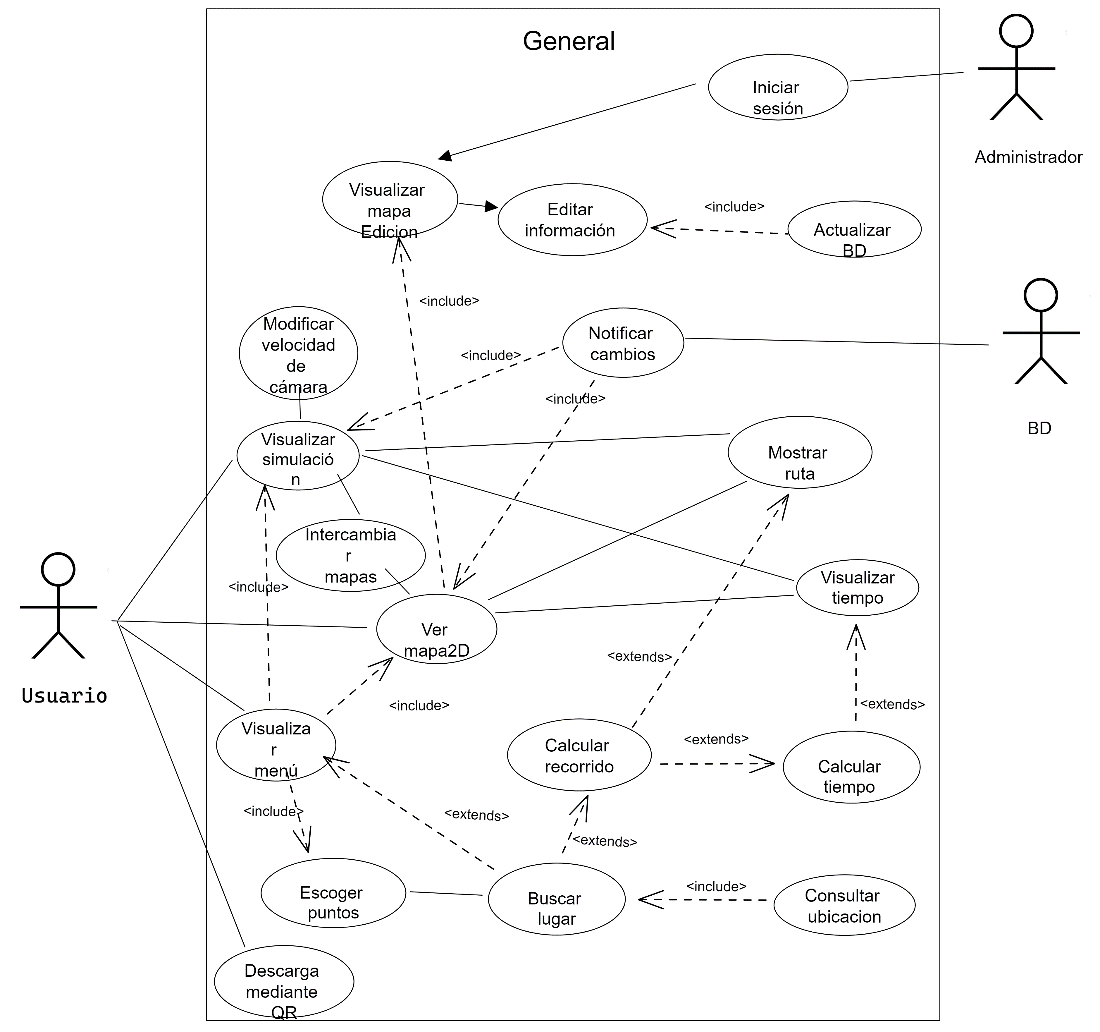 General
Iniciar
sesión
Administrador
Visualizar
mapa
Edicion
Editar
información
<include>
Actualizar
BD
<include>
Modificar
velocidad
de
cámara
<include>
Notificar
cambios
<include>
BD
Visualizar
simulació
n
Mostrar
ruta
Intercambia
r
mapas
<include>
Visualizar
tiempo
Ver
mapa2D
<extends>
Usuario
<include>
<extends>
Visualiza
r
menú
Calcular
recorrido
<extends>
Calcular
tiempo
<include>
<extends>
<extends>
Escoger
puntos
Buscar
lugar
<include>
Consultar
ubicacion
Descarga
mediante
QR